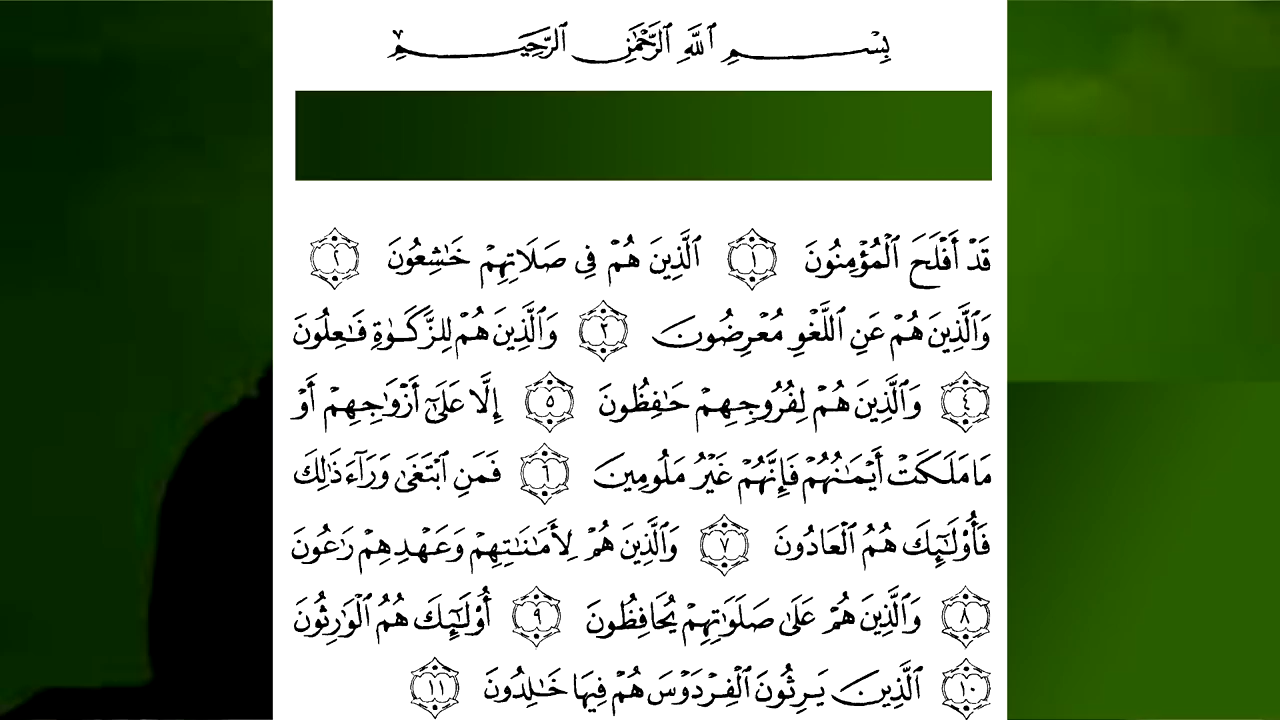 بِسْمِ ٱللَّهِ ٱلرَّحْمَٰنِ ٱلرَّحِيمِ
قَدْ أَفْلَحَ ٱلْمُؤْمِنُونَ ١ ٱلَّذِينَ هُمْ فِى صَلَاتِهِمْ خَٰشِعُونَ ٢
وَٱلَّذِينَ هُمْ عَنِ ٱللَّغْوِ مُعْرِضُونَ ٣ وَٱلَّذِينَ هُمْ لِلزَّكَوٰةِ فَٰعِلُونَ
٤ وَٱلَّذِينَ هُمْ لِفُرُوجِهِمْ حَٰفِظُونَ ٥ إِلَّا عَلَىٰٓ أَزْوَٰجِهِمْ أَوْ
مَا مَلَكَتْ أَيْمَٰنُهُمْ فَإِنَّهُمْ غَيْرُ مَلُومِينَ ٦ فَمَنِ ٱبْتَغَىٰ وَرَآءَ ذَٰلِكَ
فَأُو۟لَٰٓئِكَ هُمُ ٱلْعَادُونَ ٧ وَٱلَّذِينَ هُمْ لِأَمَٰنَٰتِهِمْ وَعَهْدِهِمْ رَٰعُونَ
٨ وَٱلَّذِينَ هُمْ عَلَىٰ صَلَوَٰتِهِمْ يُحَافِظُونَ ٩ أُو۟لَٰٓئِكَ هُمُ ٱلْوَٰرِثُونَ
١٠ ٱلَّذِينَ يَرِثُونَ ٱلْفِرْدَوْسَ هُمْ فِيهَا خَٰلِدُونَ ١١